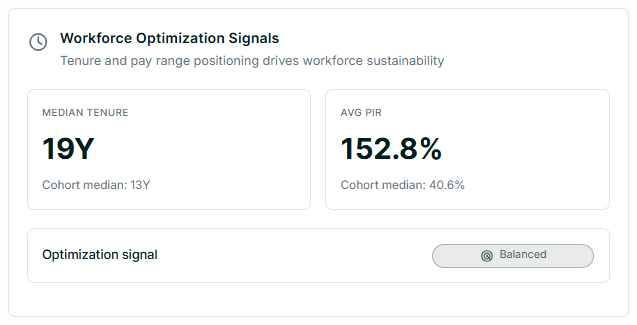 Workforce Optimization Signals
Tenure and pay range positioning drives workforce sustainability
MEDIAN TENURE
19Y
Cohort median: 13Y
AVG PIR
152.8%
Cohort median: 40.6%
Optimization signal
Balanced